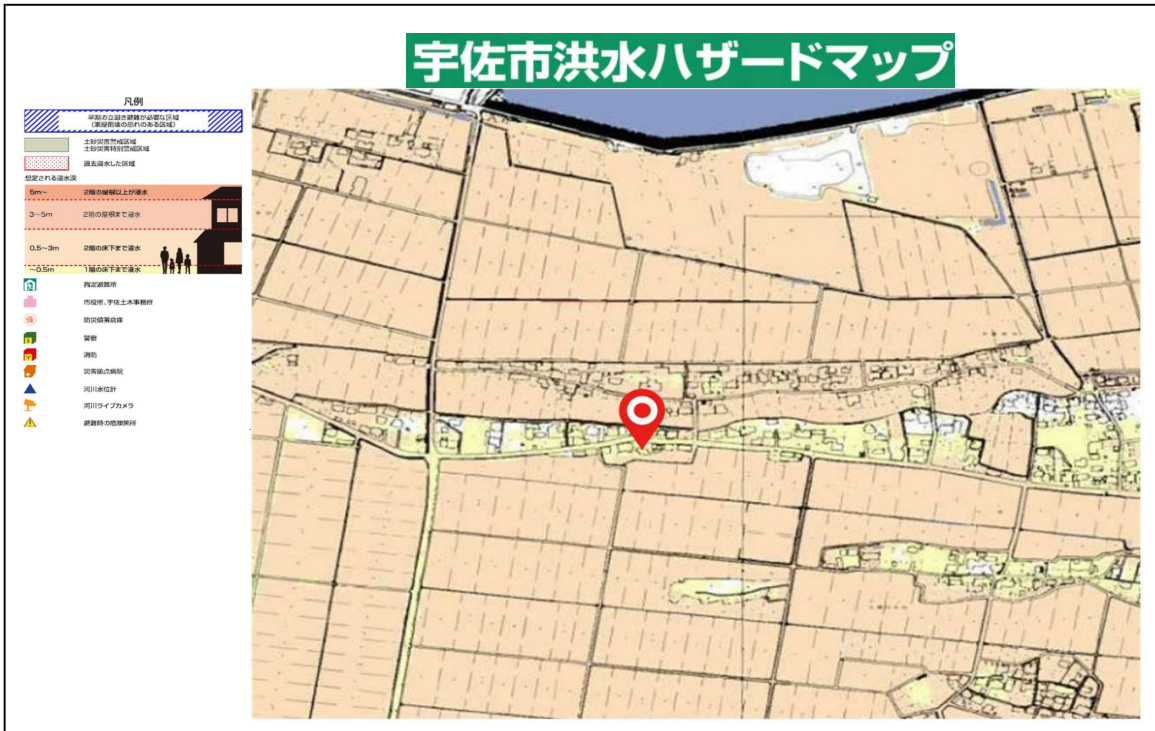 宇佐市洪水ハザードマップ
凡例
早期の立退き避難が必要な区域
(家屋倒壊の恐れのある区域)
土砂災害警戒区域
土砂災害特別警戒区域
過去浸水した区域
想定される浸水深
5m~ 2階の屋根以上が浸水
3~5m 2階の屋根まで浸水
0.5~3m 2階の床下まで浸水
~0.5m 1階の床下まで浸水
指定避難所
市役所、宇佐土木事務所
防災備蓄倉庫
警察
消防
災害拠点病院
河川水位計
河川ライブカメラ
避難時の危険箇所